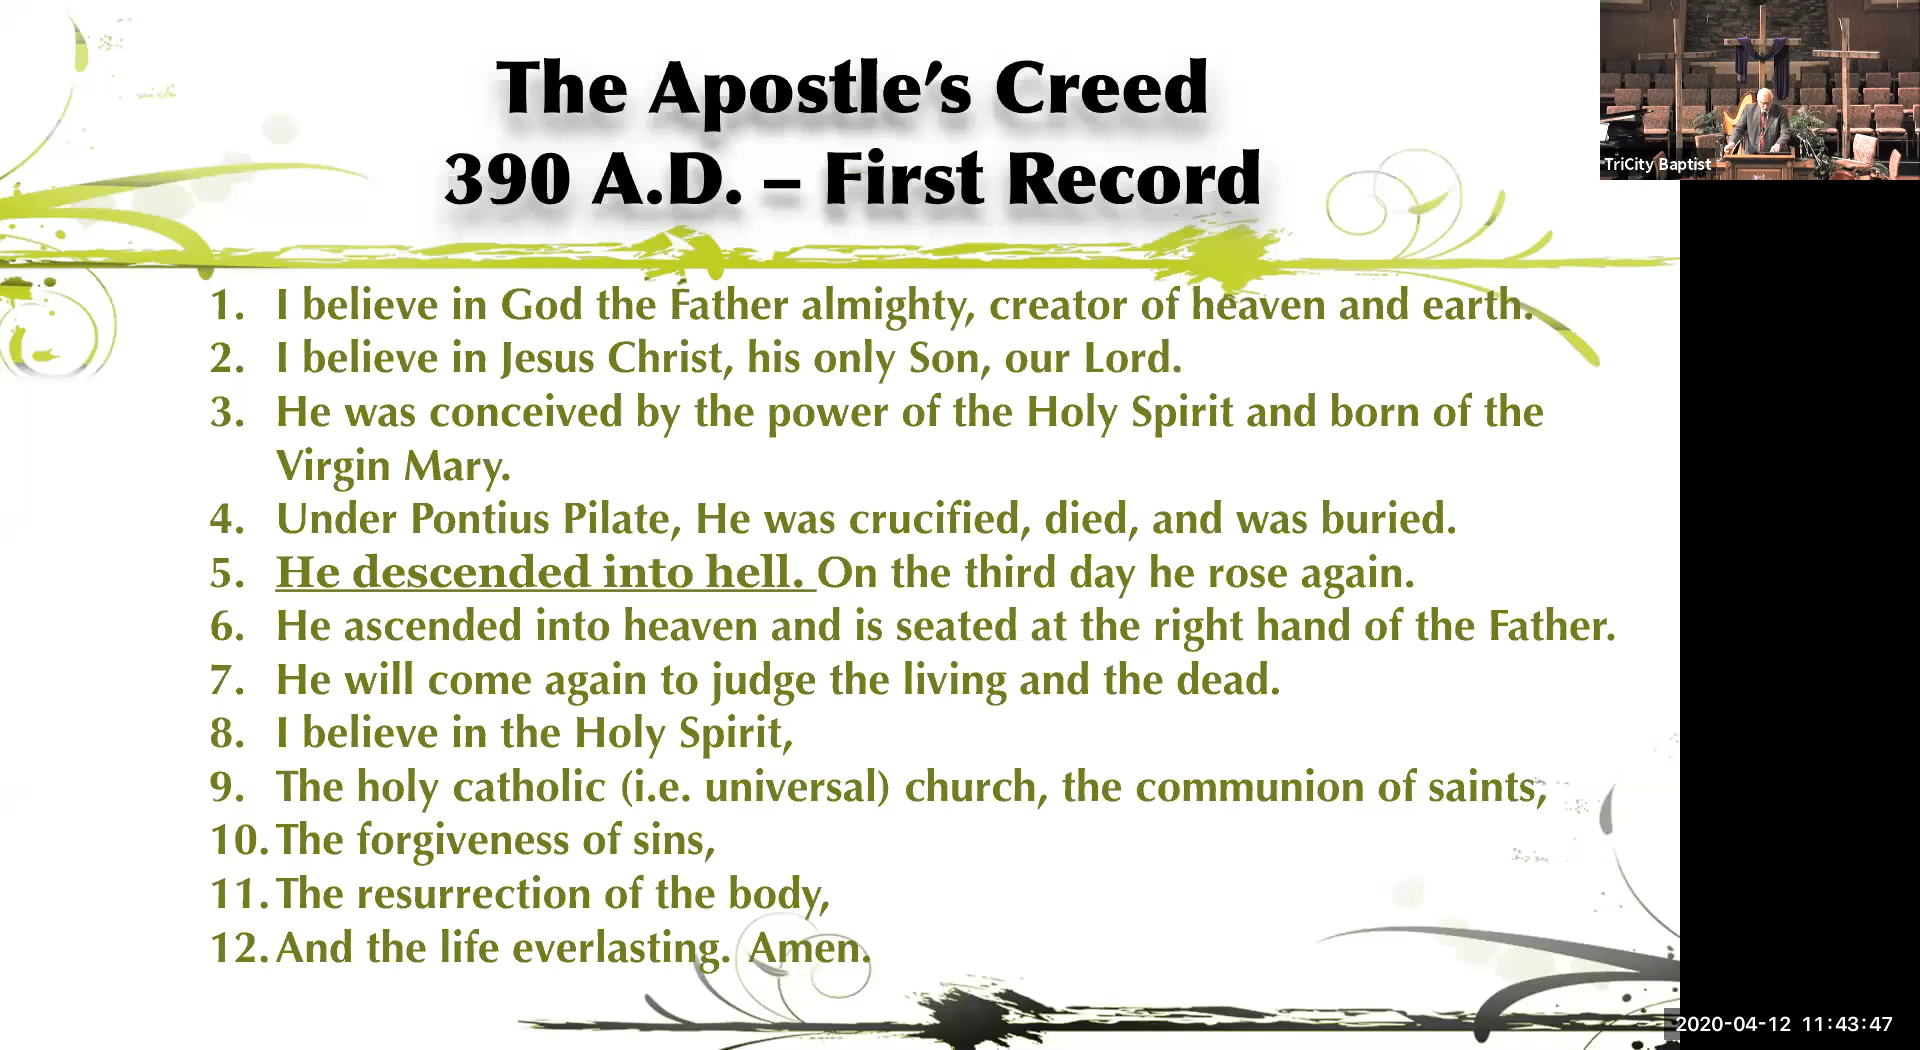 The Apostle’s Creed
390 A.D. – First Record
TriCity Baptist
1. I believe in God the Father almighty, creator of heaven and earth.
2. I believe in Jesus Christ, his only Son, our Lord.
3. He was conceived by the power of the Holy Spirit and born of the
Virgin Mary.
4. Under Pontius Pilate, He was crucified, died, and was buried.
5. He descended into hell. On the third day he rose again.
6. He ascended into heaven and is seated at the right hand of the Father.
7. He will come again to judge the living and the dead.
8. I believe in the Holy Spirit,
9. The holy catholic (i.e. universal) church, the communion of saints,
10. The forgiveness of sins,
11. The resurrection of the body,
12. And the life everlasting. Amen.
2020-04-12 11:43:47